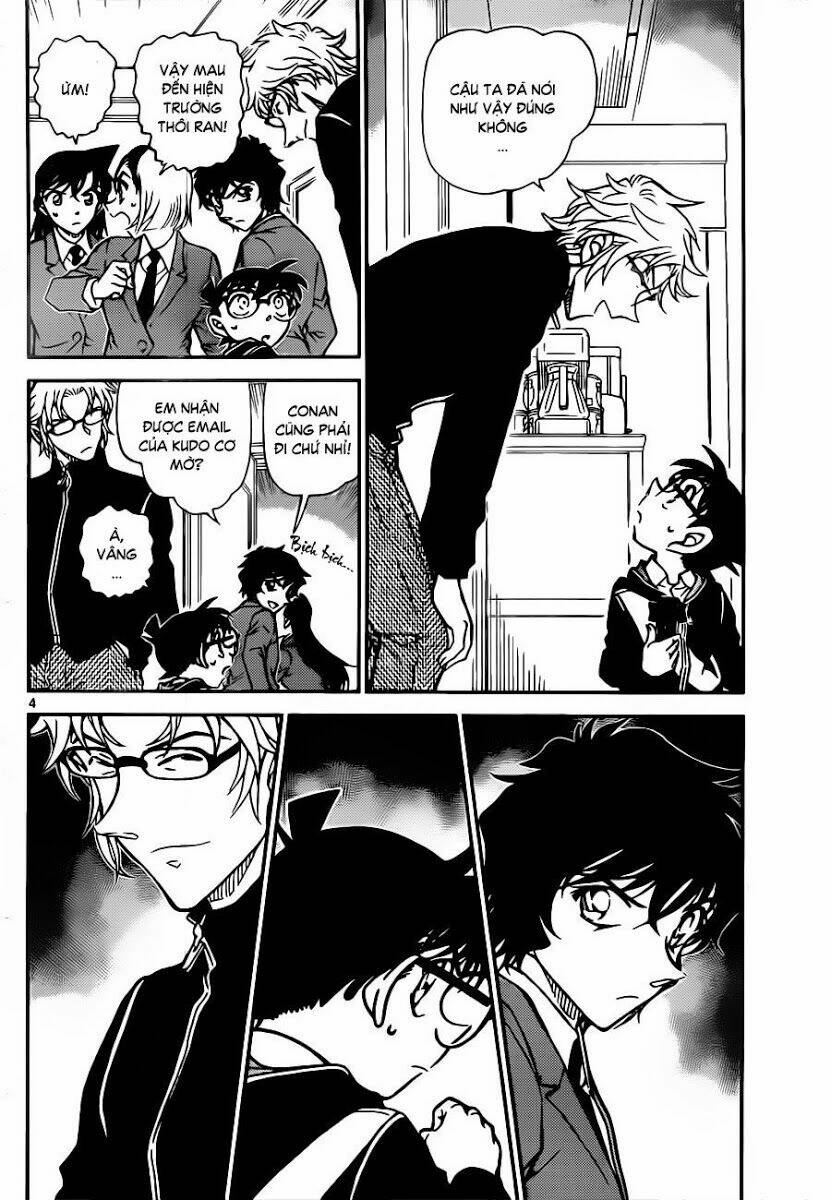 CẬU TA ĐÃ NÓI
NHƯ VẬY ĐÚNG
KHÔNG
...
VẬY MAU
ĐẾN HIỆN
TRƯỜNG
THÔI RAN!
ỪM!
CONAN
CŨNG PHẢI
ĐI CHỨ NHỈ!
Bịch bịch...
EM NHẬN
ĐƯỢC EMAIL
CỦA KUDO CƠ
MỜ?
À,
VÂNG
...
4